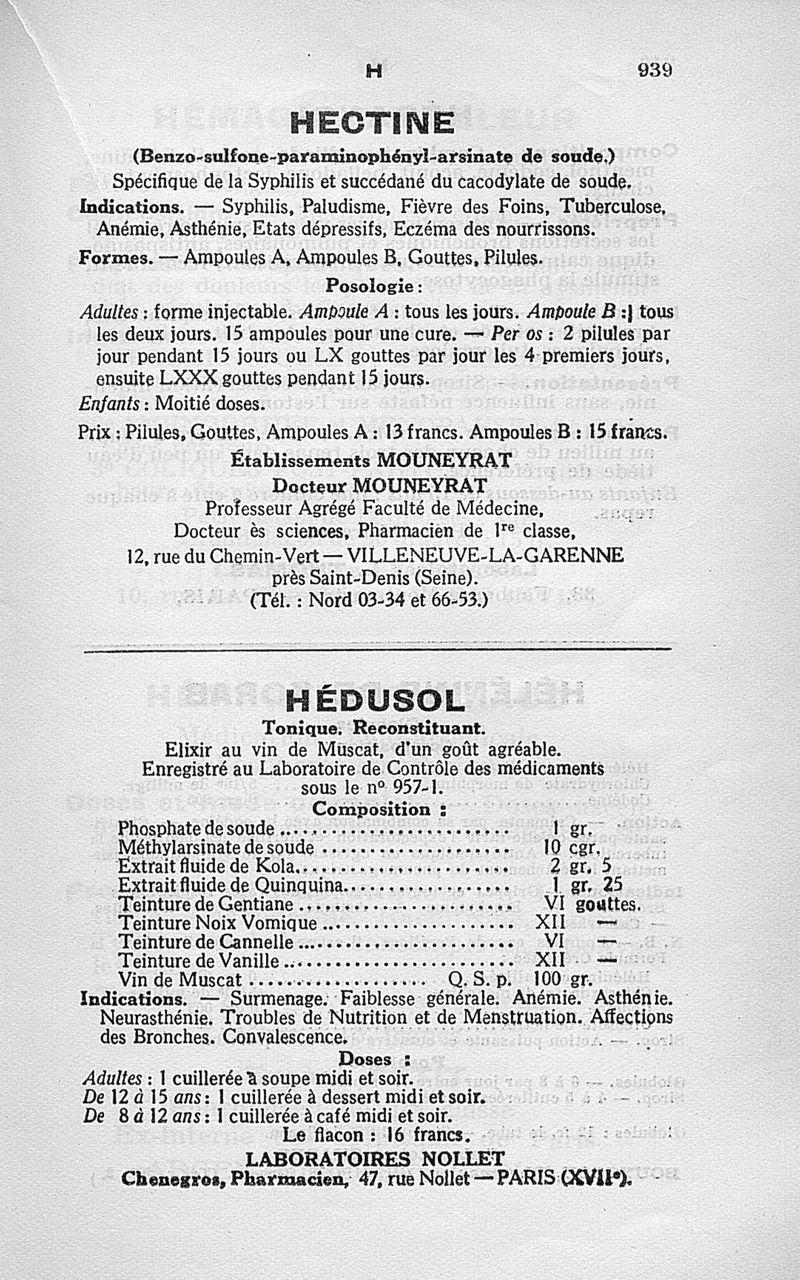 H 939
HECTINE
(Benzo-sulfone-paraminophényl-arsinate de soude.)
Spécifique de la Syphilis et succédané du cacodylate de soude.
Indications. — Syphilis, Paludisme, Fièvre des Foins, Tuberculose,
Anémie, Asthénie, Etats dépressifs, Eczéma des nourrissons.
Formes. — Ampoules A, Ampoules B, Gouttes, Pilules.
Posologie :
Adultes : forme injectable. Ampoule A : tous les jours. Ampoule B : tous
les deux jours. 15 ampoules pour une cure. — Per os : 2 pilules par
jour pendant 15 jours ou LX gouttes par jour les 4 premiers jours,
ensuite LXXX gouttes pendant 15 jours.
Enfants : Moitié doses.
Prix : Pilules, Gouttes, Ampoules A : 13 francs. Ampoules B : 15 francs.
Établissements MOUNEYRAT
Docteur MOUNEYRAT
Professeur Agrégé Faculté de Médecine,
Docteur ès sciences, Pharmacien de 1re classe,
12, rue du Chemin-Vert — VILLENEUVE-LA-GARENNE
près Saint-Denis (Seine).
(Tél. : Nord 03-34 et 66-53.)
HÉDUSOL
Tonique. Reconstituant.
Elixir au vin de Muscat, d'un goût agréable.
Enregistré au Laboratoire de Contrôle des médicaments
sous le n° 957-1.
Composition :
Phosphate de soude ........................ 1 gr.
Méthylarsinate de soude .................... 10 cgr.
Extrait fluide de Kola....................... 2 gr. 5
Extrait fluide de Quinquina.................. 1 gr. 25
Teinture de Gentiane ....................... VI gouttes.
Teinture Noix Vomique .................... XII —
Teinture de Cannelle ....................... VI —
Teinture de Vanille ........................ XII —
Vin de Muscat ................... Q. S. p. 100 gr.
Indications. — Surmenage. Faiblesse générale. Anémie. Asthénie.
Neurasthénie. Troubles de Nutrition et de Menstruation. Affections
des Bronches. Convalescence.
Doses :
Adultes : 1 cuillerée à soupe midi et soir.
De 12 à 15 ans : 1 cuillerée à dessert midi et soir.
De 8 à 12 ans : 1 cuillerée à café midi et soir.
Le flacon : 16 francs.
LABORATOIRES NOLLET
Chenegros, Pharmacien, 47, rue Nollet — PARIS (XVIIe).